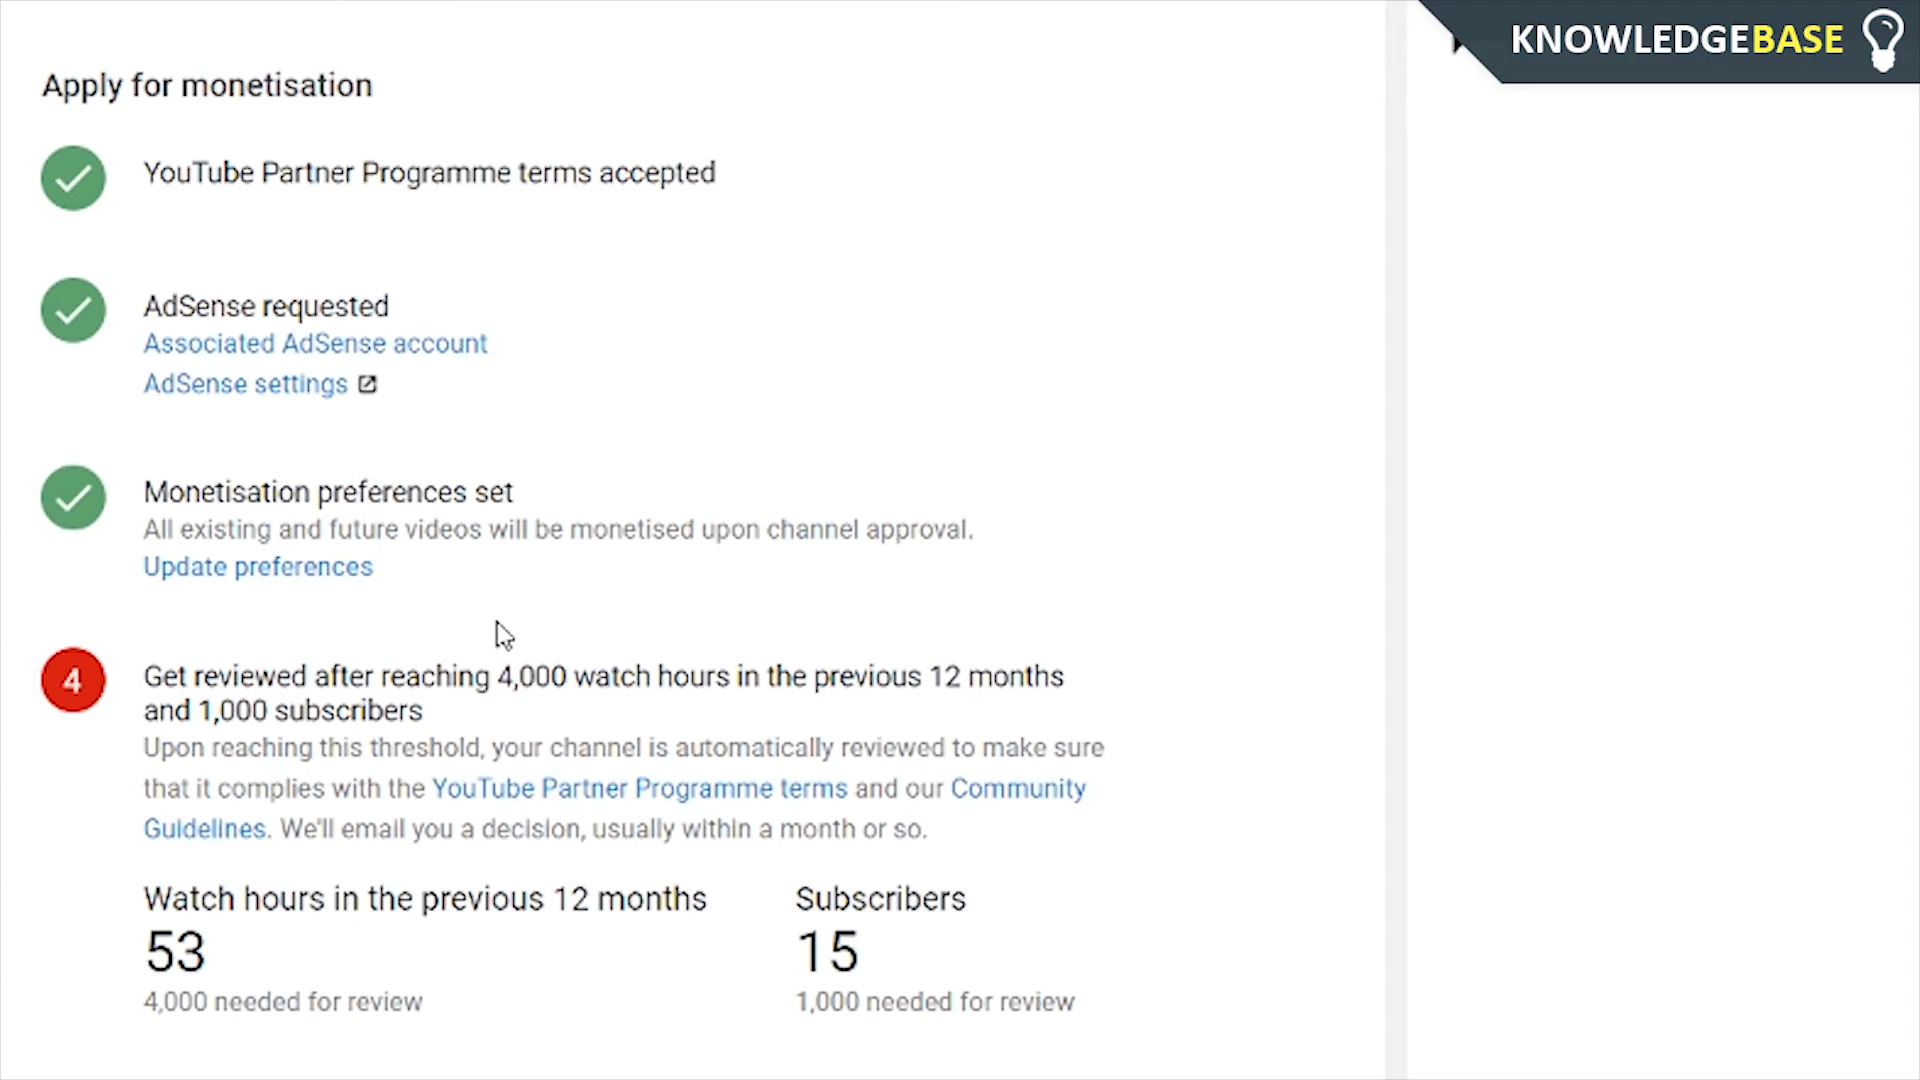 KNOWLEDGEBASE
Apply for monetisation
YouTube Partner Programme terms accepted
AdSense requested
Associated AdSense account
AdSense settings
Monetisation preferences set
All existing and future videos will be monetised upon channel approval.
Update preferences
4
Get reviewed after reaching 4,000 watch hours in the previous 12 months
and 1,000 subscribers
Upon reaching this threshold, your channel is automatically reviewed to make sure
that it complies with the YouTube Partner Programme terms and our Community
Guidelines. We'll email you a decision, usually within a month or so.
Watch hours in the previous 12 months
53
4,000 needed for review
Subscribers
15
1,000 needed for review